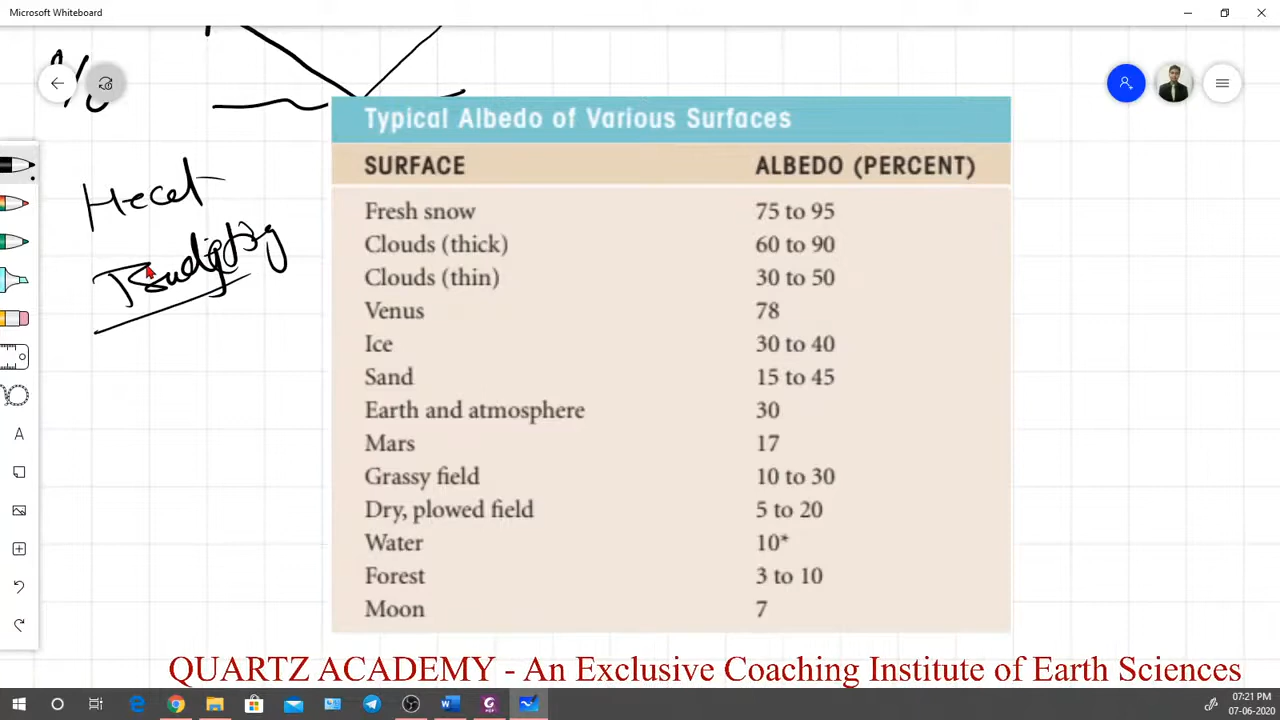 Microsoft Whiteboard
%
Heat
Typical Albedo of Various Surfaces
SURFACE ALBEDO (PERCENT)
Fresh snow 75 to 95
Clouds (thick) 60 to 90
Clouds (thin) 30 to 50
Venus 78
Ice 30 to 40
Sand 15 to 45
Earth and atmosphere 30
Mars 17
Grassy field 10 to 30
Dry, plowed field 5 to 20
Water 10*
Forest 3 to 10
Moon 7
QUARTZ ACADEMY - An Exclusive Coaching Institute of Earth Sciences
07:21 PM
07-06-2020